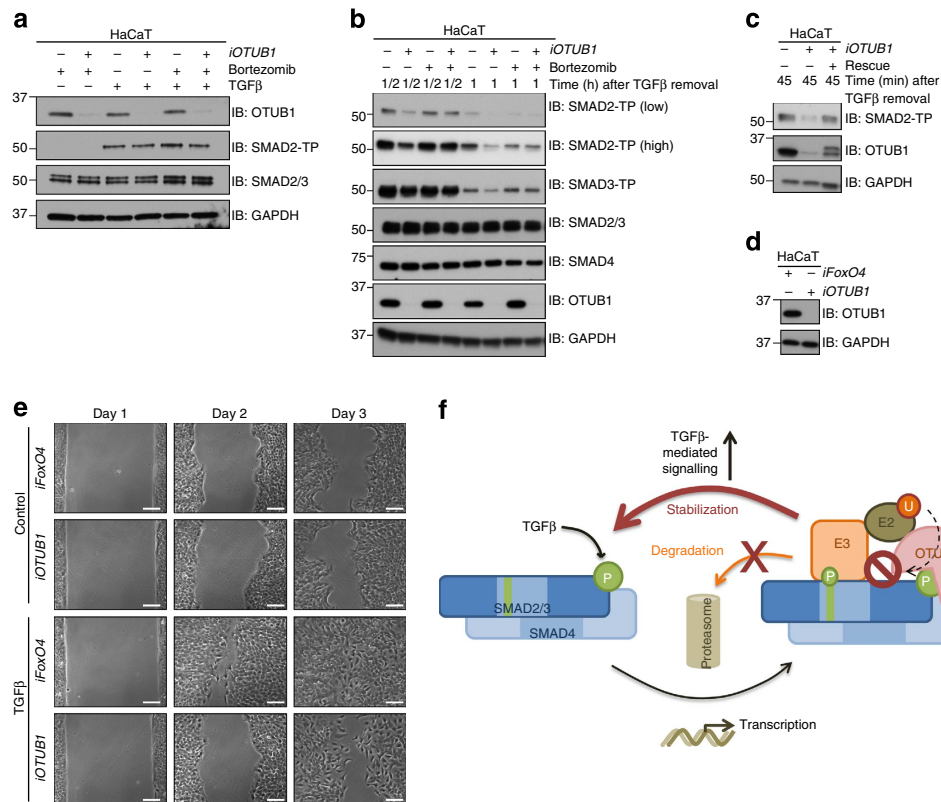 a
HaCaT
– + – + – + iOTUB1
+ + – – + + Bortezomib
– – + + + + TGFβ
37 IB: OTUB1
50 IB: SMAD2-TP
50 IB: SMAD2/3
37 IB: GAPDH
b
HaCaT
– + – + – + – + iOTUB1
– – + + – – + + Bortezomib
1/2 1/2 1/2 1/2 1 1 1 1 Time (h) after TGFβ removal
50 IB: SMAD2-TP (low)
50 IB: SMAD2-TP (high)
50 IB: SMAD3-TP
50 IB: SMAD2/3
75 IB: SMAD4
37 IB: OTUB1
37 IB: GAPDH
c
HaCaT
– + + iOTUB1
– – + Rescue
45 45 45 Time (min) after
TGFβ removal
50 IB: SMAD2-TP
37 IB: OTUB1
50 IB: GAPDH
d
HaCaT
+ – iFoxO4
– + iOTUB1
37 IB: OTUB1
37 IB: GAPDH
e
Day 1 Day 2 Day 3
Control
iFoxO4
iOTUB1
TGFβ
iFoxO4
iOTUB1
f
TGFβ-
mediated
signalling
Stabilization
TGFβ
Degradation
X
P
SMAD2/3
SMAD4
Proteasome
E3
E2
U
OTU
P
P
Transcription